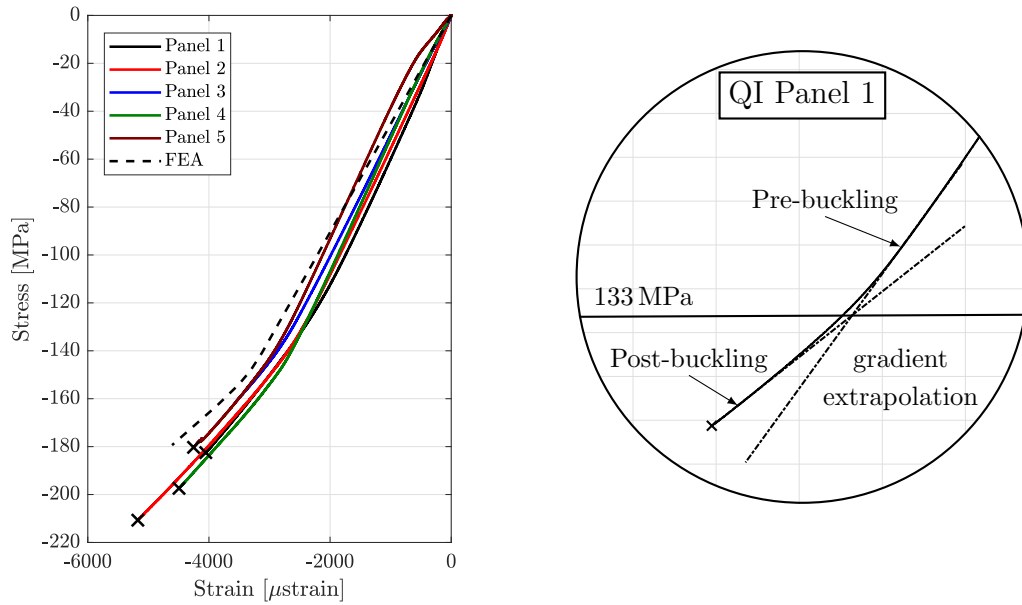 0
-20
-40
-60
-80
-100
-120
-140
-160
-180
-200
-220
-6000
-4000
-2000
0
Stress [MPa]
Strain [μstrain]
Panel 1
Panel 2
Panel 3
Panel 4
Panel 5
FEA
QI Panel 1
Pre-buckling
133 MPa
Post-buckling
gradient
extrapolation